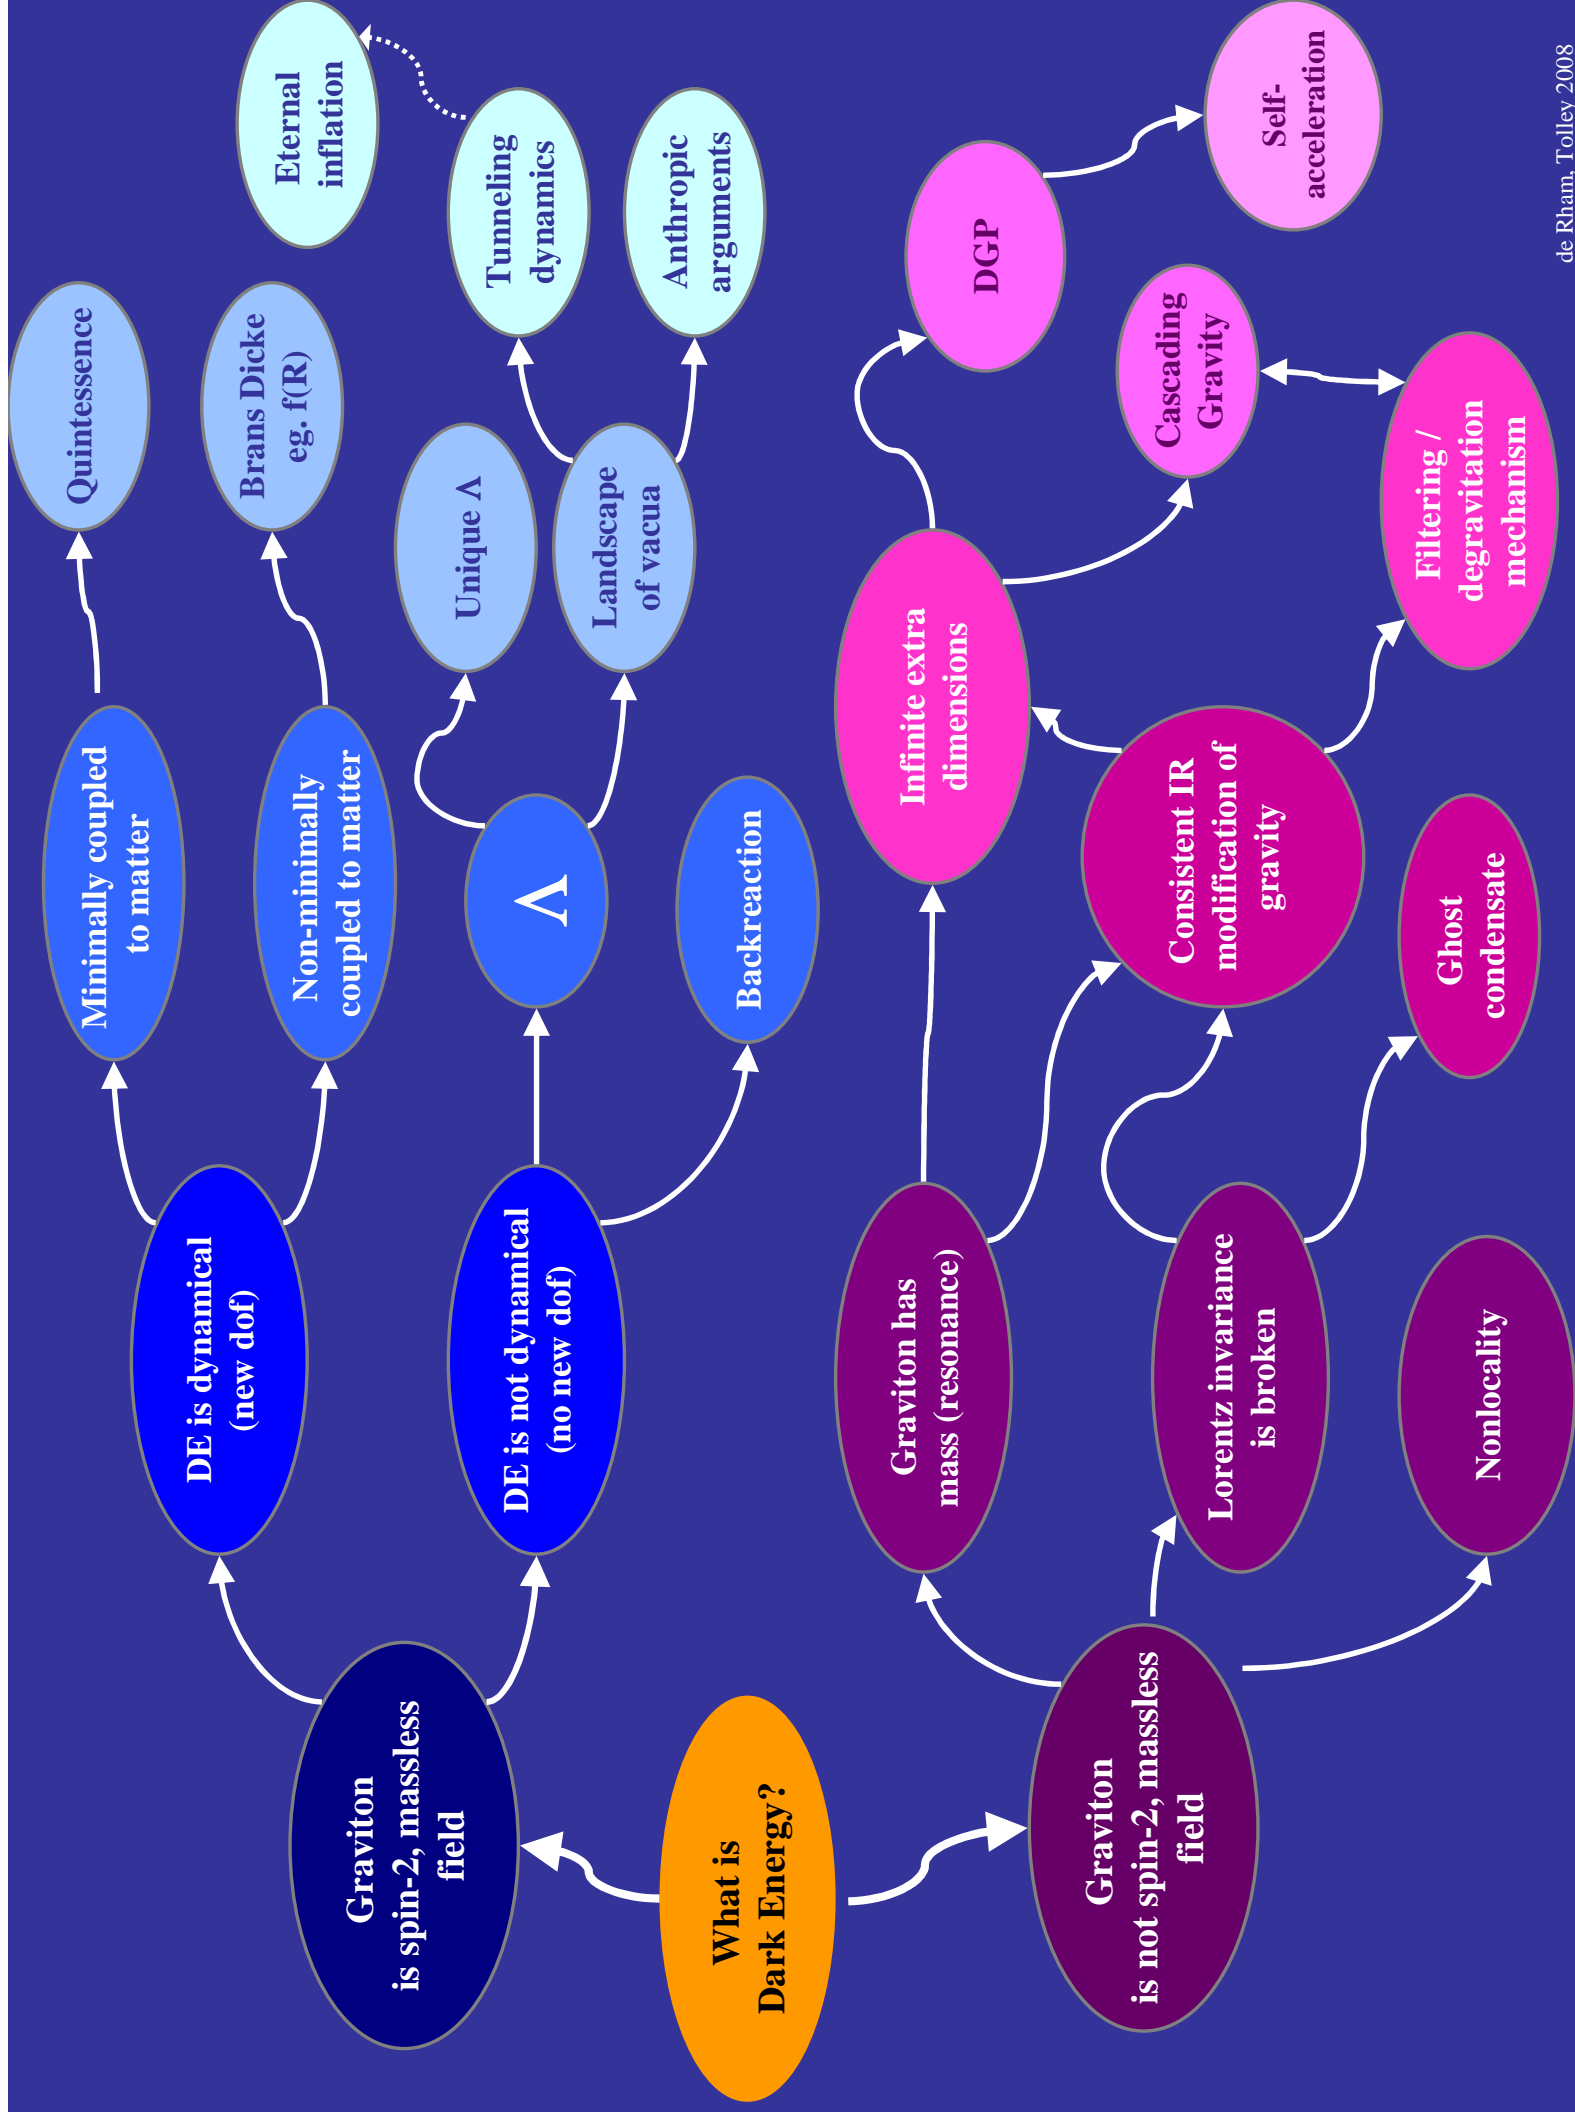 What is
Dark Energy?
Graviton
is spin-2, massless
field
Graviton
is not spin-2, massless
field
DE is dynamical
(new dof)
DE is not dynamical
(no new dof)
Graviton has
mass (resonance)
Lorentz invariance
is broken
Nonlocality
Minimally coupled
to matter
Non-minimally
coupled to matter
Λ
Backreaction
Infinite extra
dimensions
Consistent IR
modification of
gravity
Ghost
condensate
Quintessence
Brans Dicke
eg. f(R)
Unique Λ
Landscape
of vacua
Cascading
Gravity
Filtering /
degravitation
mechanism
Eternal
inflation
Tunneling
dynamics
Anthropic
arguments
DGP
Self-
acceleration
de Rham, Tolley 2008